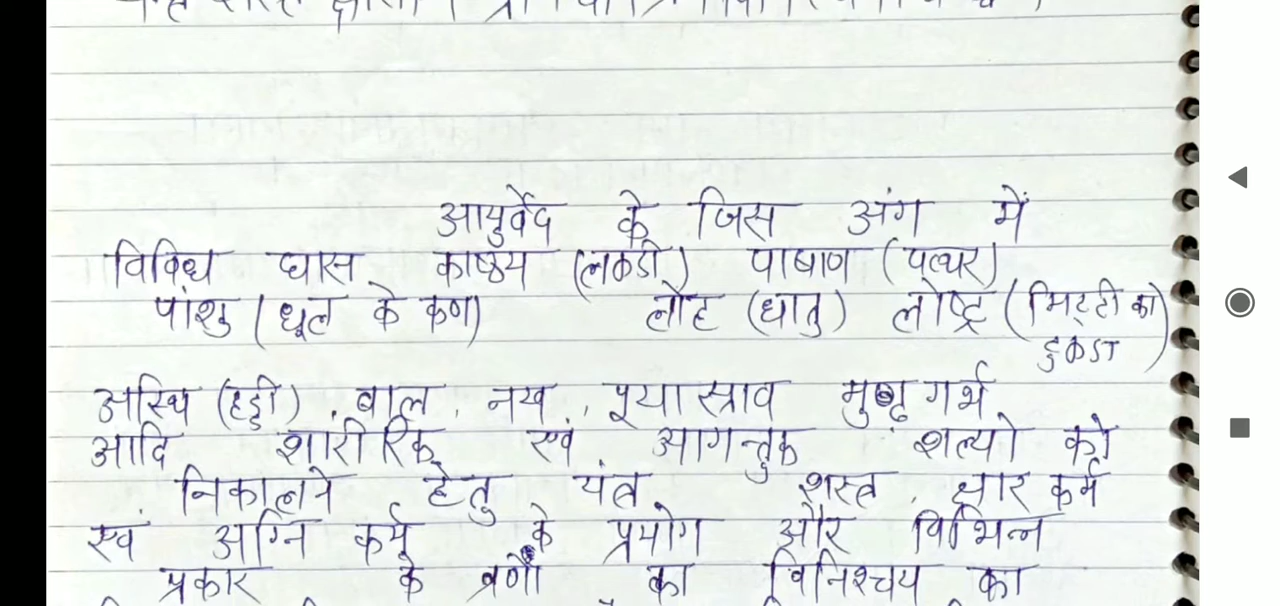 आयुर्वेद के जिस अंग में
विविध घास काष्ठय (लकडी) पाषाण (पत्थर)
पांशु (धूल के कण) लौह (धातु) लोष्ट्र (मिट्टी का)
टुकडा
अस्थि (हड्डी), बाल, नख, पूयास्त्राव मुढ गर्भ
आदि शारीरिक एवं आगन्तुक शल्यो को
निकालने हेतु यंत्र शस्त्र, क्षार कर्म
एवं अग्नि कर्म के प्रयोग और विभिन्न
प्रकार के व्रणों का विनिश्चय का